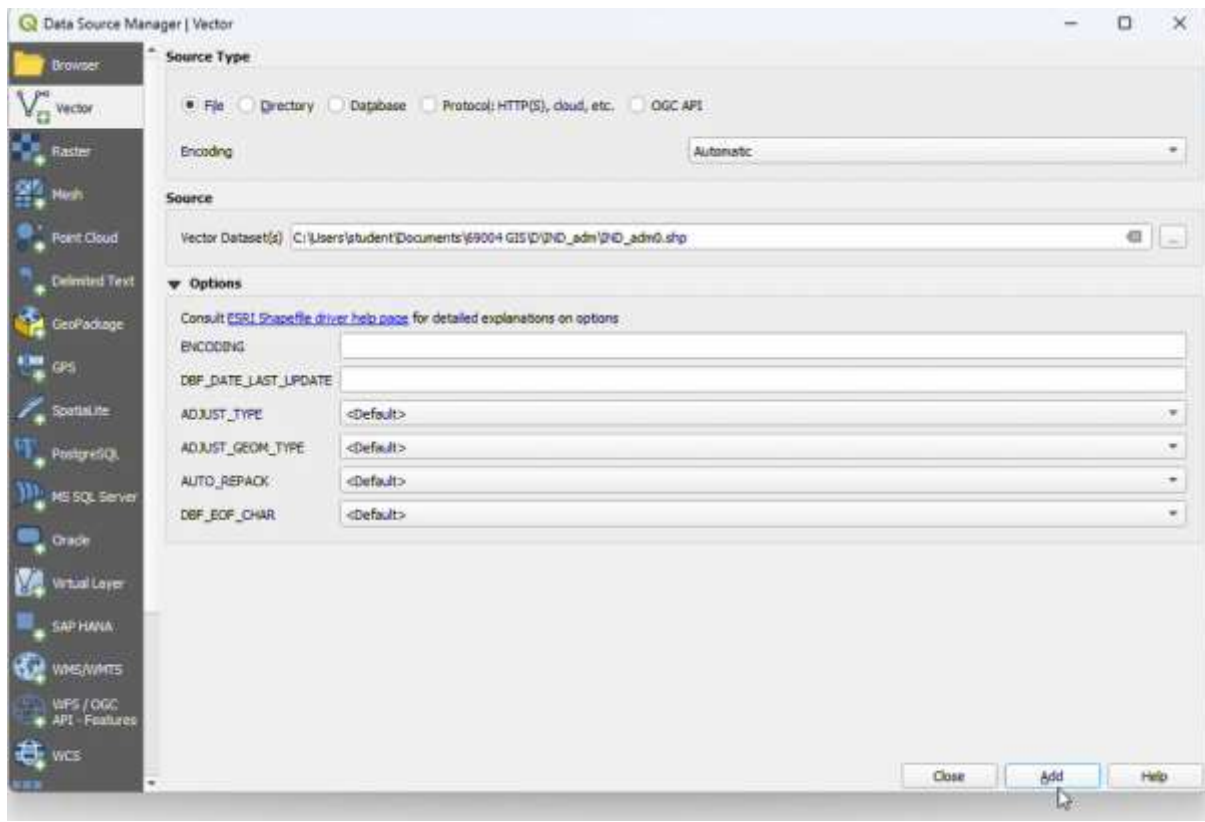 Data Source Manager | Vector
Browser
Vector
Raster
Mesh
Point Cloud
Delimited Text
GeoPackage
GPS
SpatiaLite
PostgreSQL
MS SQL Server
Oracle
Virtual Layer
SAP HANA
WMS/WMTS
WFS / OGC
API - Features
WCS
Source Type
File Directory Database Protocol: HTTP(S), cloud, etc. OGC API
Encoding Automatic
Source
Vector Dataset(s) C:\Users\student\Documents\69004 GIS\D\IND_adm\IND_adm0.shp ...
Options
Consult ESRI Shapefile driver help page for detailed explanations on options
ENCODING
DBF_DATE_LAST_UPDATE
ADJUST_TYPE <Default>
ADJUST_GEOM_TYPE <Default>
AUTO_REPACK <Default>
DBF_EOF_CHAR <Default>
Close Add Help